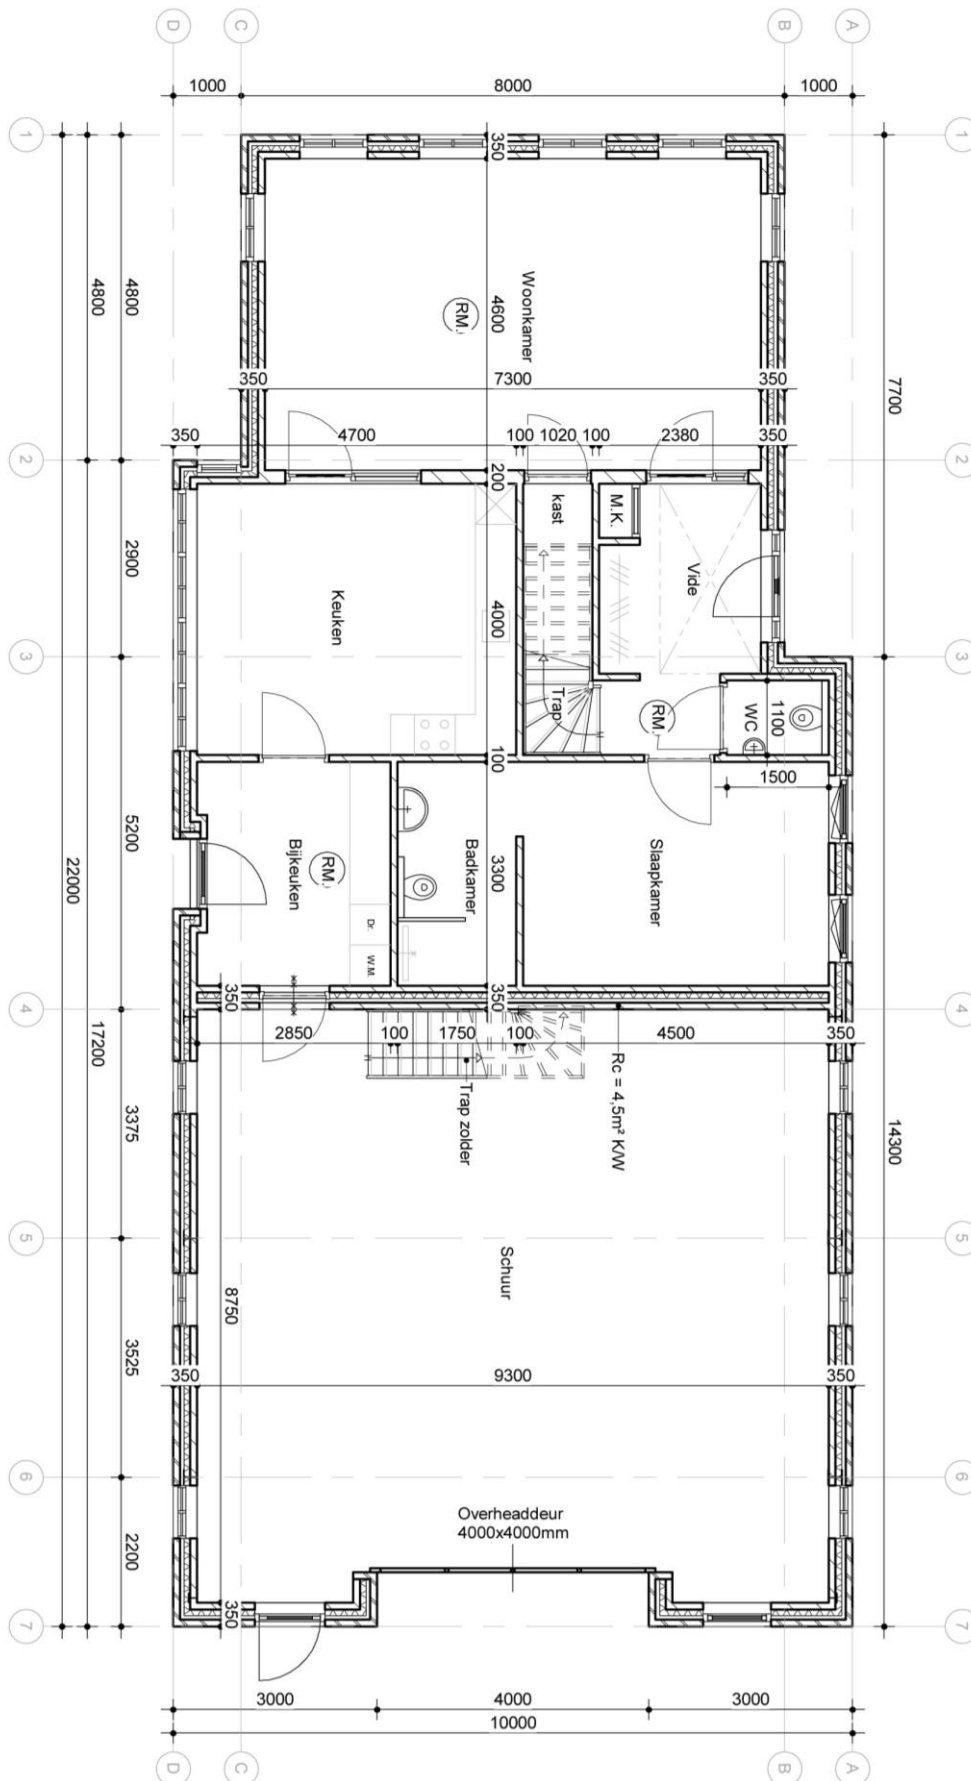 D
C
B
A
1000
8000
1000
1
1
350
4800
4800
7700
Woonkamer
4600
RM.
350
7300
350
350
4700
100
1020
100
2380
350
2
2
200
kast
M.K.
2900
Vide
Keuken
4000
3
3
Trap
RM.
WC
1100
100
1500
5200
22000
Bijkeuken
RM.
Badkamer
3300
Slaapkamer
Dr.
W.M.
350
350
4
4
17200
2850
100
1750
100
4500
350
Trap zolder
Rc = 4,5m² K/W
3375
14300
5
5
Schuur
8750
3525
350
9300
350
6
6
Overheaddeur
4000x4000mm
2200
350
7
7
3000
4000
3000
10000
D
C
B
A